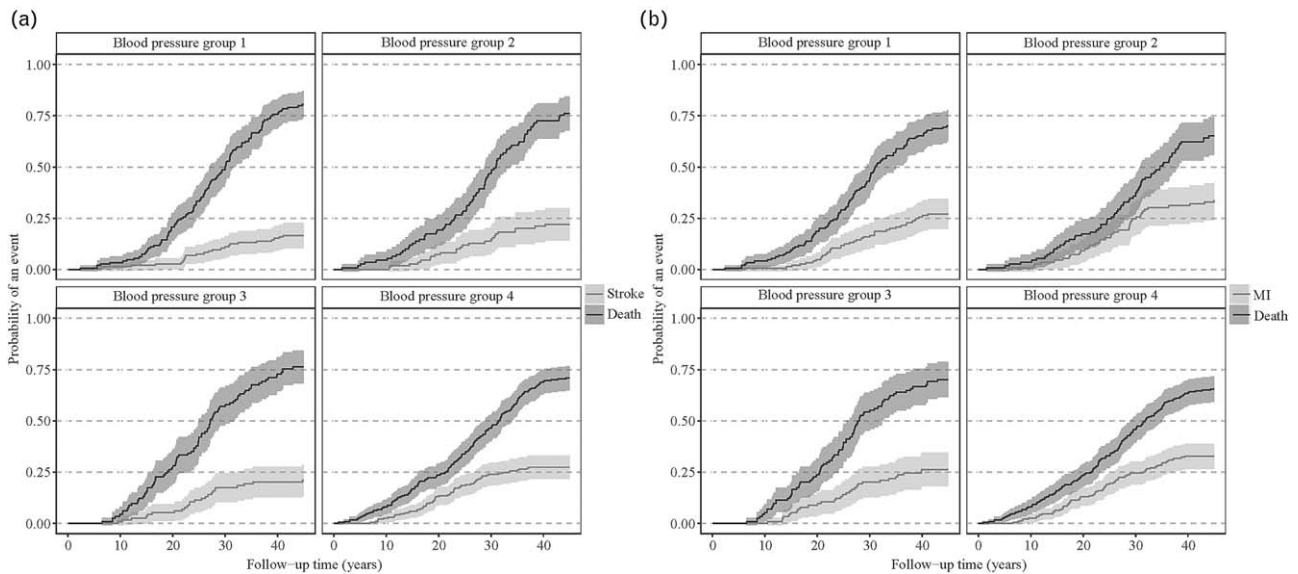 (a)
Blood pressure group 1
Blood pressure group 2
1.00
0.75
0.50
0.25
0.00
Blood pressure group 3
Blood pressure group 4
1.00
0.75
0.50
0.25
0.00
0 10 20 30 40
0 10 20 30 40
Probability of an event
Follow-up time (years)
Stroke
Death
(b)
Blood pressure group 1
Blood pressure group 2
1.00
0.75
0.50
0.25
0.00
Blood pressure group 3
Blood pressure group 4
1.00
0.75
0.50
0.25
0.00
0 10 20 30 40
0 10 20 30 40
Probability of an event
Follow-up time (years)
MI
Death